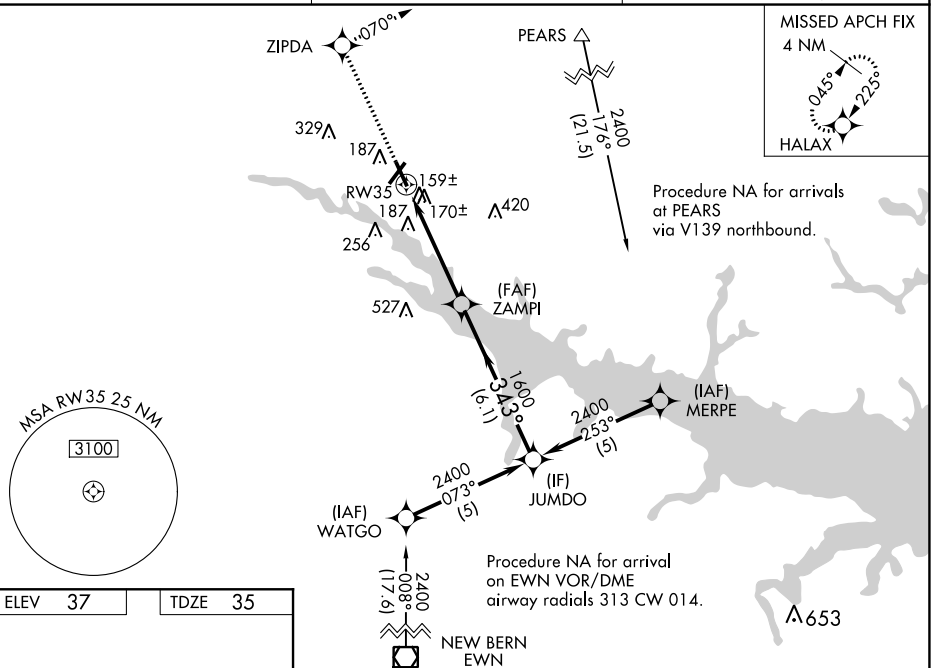 ZIPDA
070°
PEARS
2400
176°
(21.5)
MISSED APCH FIX
4 NM
045°
225°
HALAX
329
187
RW35
159±
187
170±
420
256
Procedure NA for arrivals
at PEARS
via V139 northbound.
527
(FAF)
ZAMPI
1600
343°
(6.1)
(IAF)
MERPE
2400
253°
(5)
MSA RW35 25 NM
3100
2400
073°
(5)
(IF)
JUMDO
(IAF)
WATGO
2400
008°
(17.6)
Procedure NA for arrival
on EWN VOR/DME
airway radials 313 CW 014.
653
ELEV 37
TDZE 35
NEW BERN
EWN